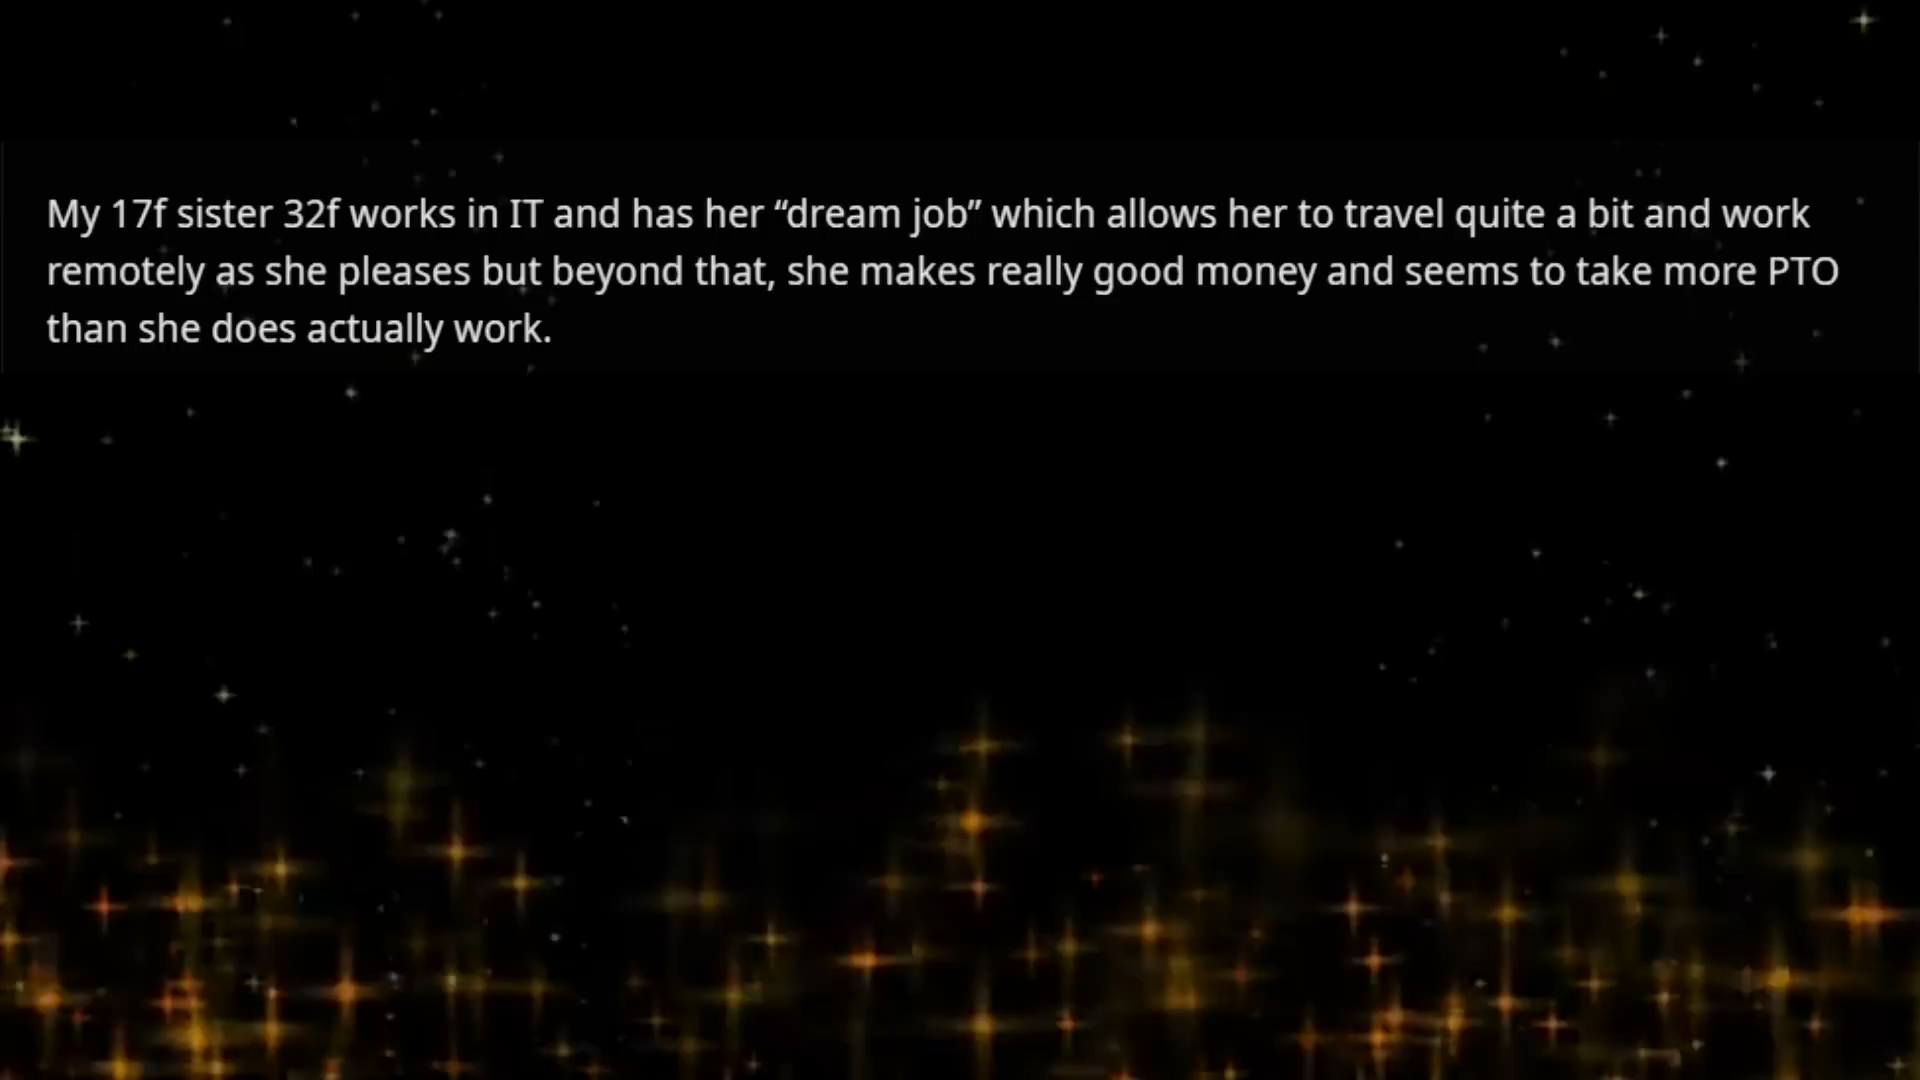 My 17f sister 32f works in IT and has her “dream job” which allows her to travel quite a bit and work
remotely as she pleases but beyond that, she makes really good money and seems to take more PTO
than she does actually work.